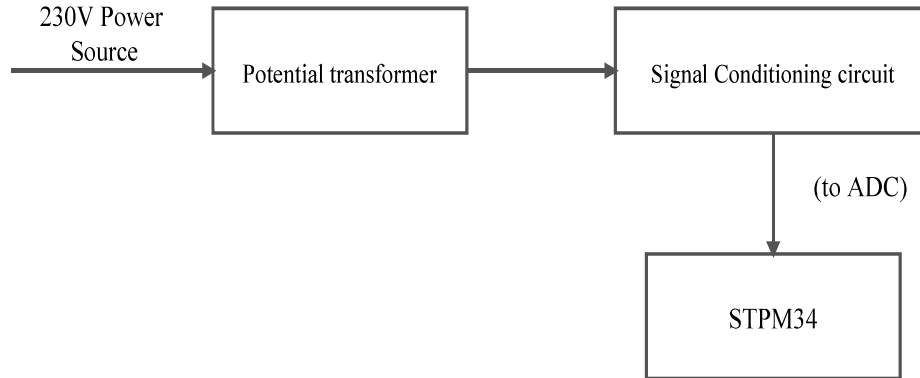 230V Power
Source
Potential transformer
Signal Conditioning circuit
(to ADC)
STPM34